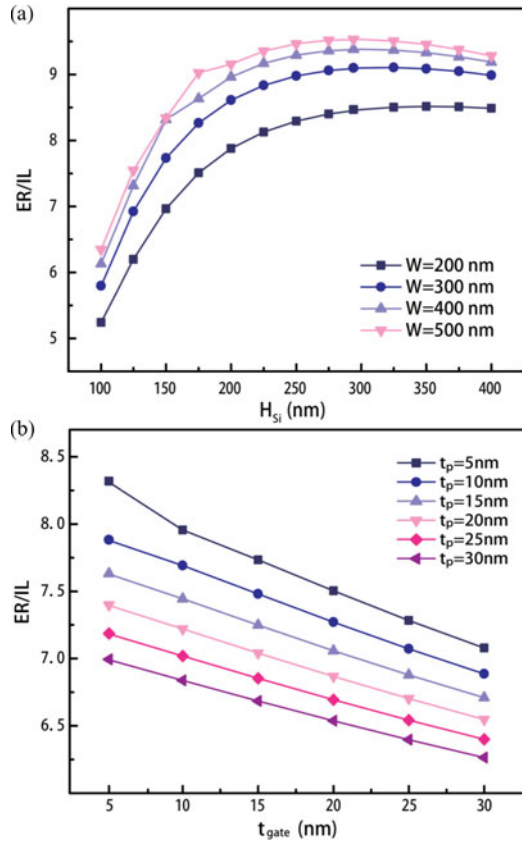 (a)
ER/IL
9
8
7
6
5
W=200 nm
W=300 nm
W=400 nm
W=500 nm
100 150 200 250 300 350 400
H_Si (nm)
(b)
ER/IL
8.5
8.0
7.5
7.0
6.5
t_p=5nm
t_p=10nm
t_p=15nm
t_p=20nm
t_p=25nm
t_p=30nm
5 10 15 20 25 30
t_gate (nm)